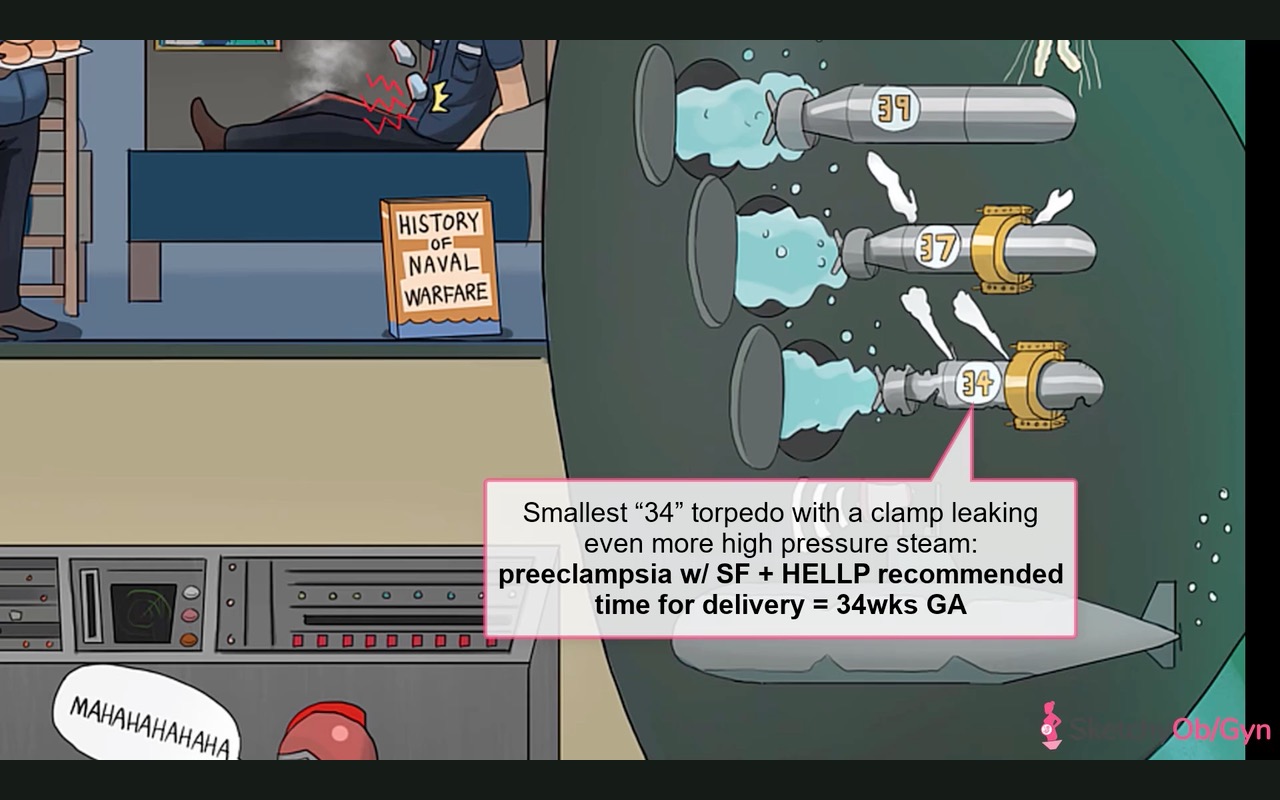 39
37
34
HISTORY
OF
NAVAL
WARFARE
Smallest “34” torpedo with a clamp leaking
even more high pressure steam:
preeclampsia w/ SF + HELLP recommended
time for delivery = 34wks GA
MAHAHAHAHAHA
Sketchy Ob/Gyn